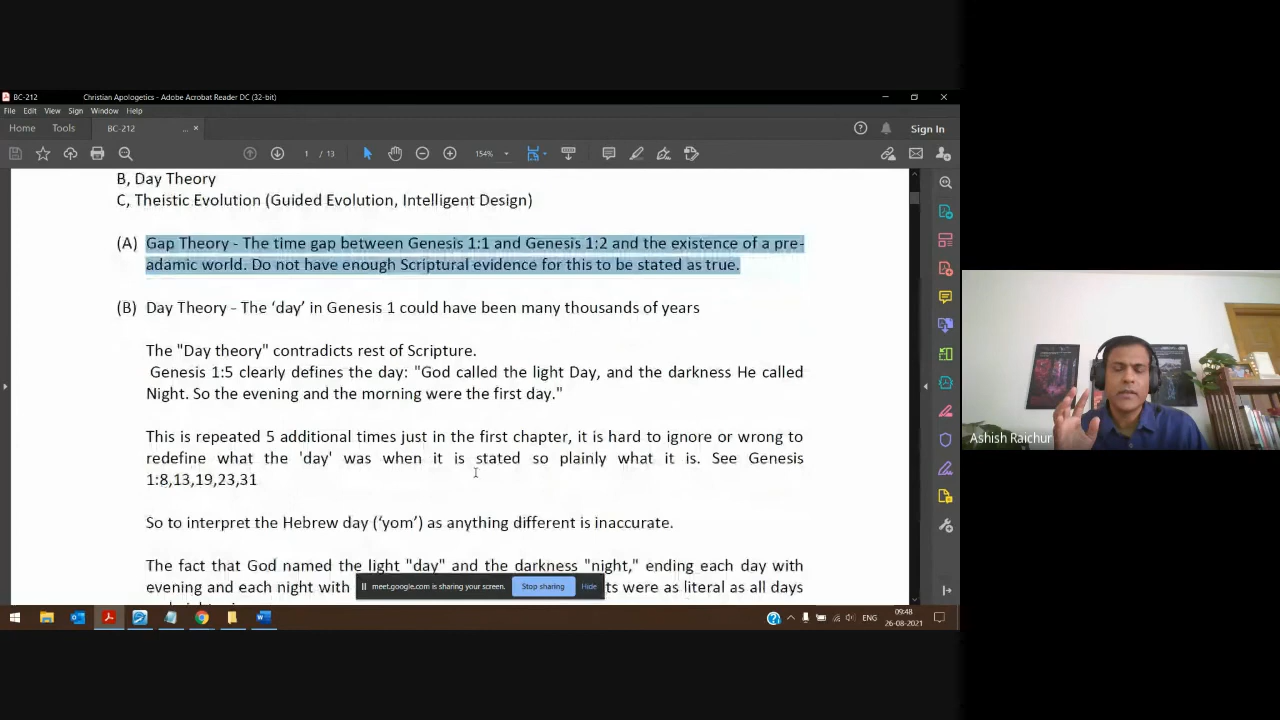 BC-212 Christian Apologetics - Adobe Acrobat Reader DC (32-bit)
File Edit View Sign Window Help
Home Tools BC-212 ... × Sign In
1 / 13 154%
B, Day Theory
C, Theistic Evolution (Guided Evolution, Intelligent Design)
(A) Gap Theory - The time gap between Genesis 1:1 and Genesis 1:2 and the existence of a pre-
adamic world. Do not have enough Scriptural evidence for this to be stated as true.
(B) Day Theory - The ‘day’ in Genesis 1 could have been many thousands of years
The "Day theory" contradicts rest of Scripture.
Genesis 1:5 clearly defines the day: "God called the light Day, and the darkness He called
Night. So the evening and the morning were the first day."
This is repeated 5 additional times just in the first chapter, it is hard to ignore or wrong to
redefine what the 'day' was when it is stated so plainly what it is. See Genesis
1:8,13,19,23,31
So to interpret the Hebrew day (‘yom’) as anything different is inaccurate.
The fact that God named the light "day" and the darkness "night," ending each day with
evening and each night with ts were as literal as all days
meet.google.com is sharing your screen. Stop sharing Hide
Ashish Raichur
ENG
09:48
26-08-2021